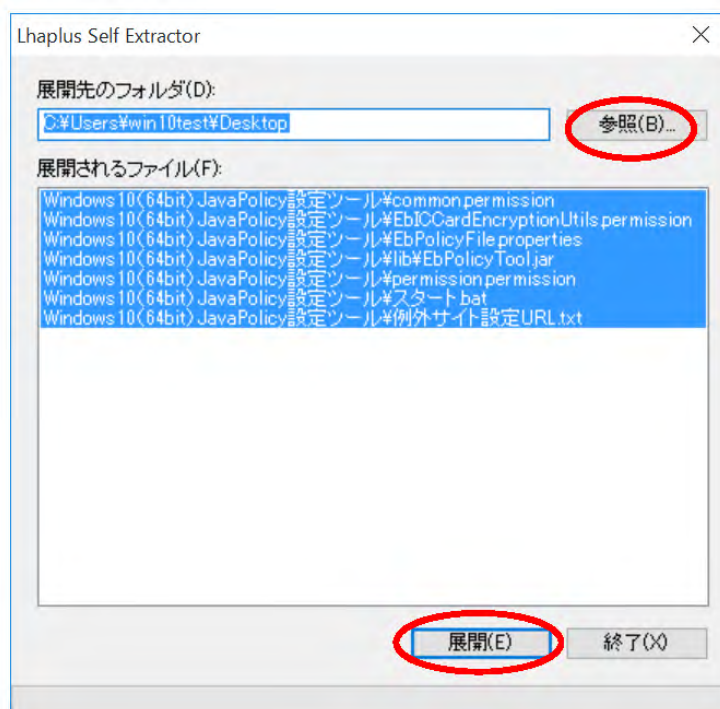 Lhaplus Self Extractor
展開先のフォルダ(D):
C:¥Users¥win10test¥Desktop
参照(B)...
展開されるファイル(F):
Windows10(64bit) JavaPolicy設定ツール¥common.permission
Windows10(64bit) JavaPolicy設定ツール¥EbICCardEncryptionUtils.permission
Windows10(64bit) JavaPolicy設定ツール¥EbPolicyFile.properties
Windows10(64bit) JavaPolicy設定ツール¥lib¥EbPolicyTool.jar
Windows10(64bit) JavaPolicy設定ツール¥permission.permission
Windows10(64bit) JavaPolicy設定ツール¥スタート.bat
Windows10(64bit) JavaPolicy設定ツール¥例外サイト設定URL.txt
展開(E)
終了(X)